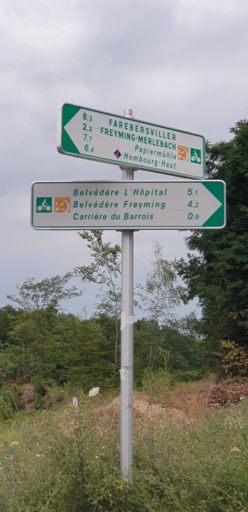 8,3 FAREBERSVILLER
2,2 FREYMING-MERLEBACH
7,7 Papiermühle
6,4 Hombourg-Haut
Belvédère L'Hôpital 5,1
Belvédère Freyming 4,2
Carrière du Barrois 0,9